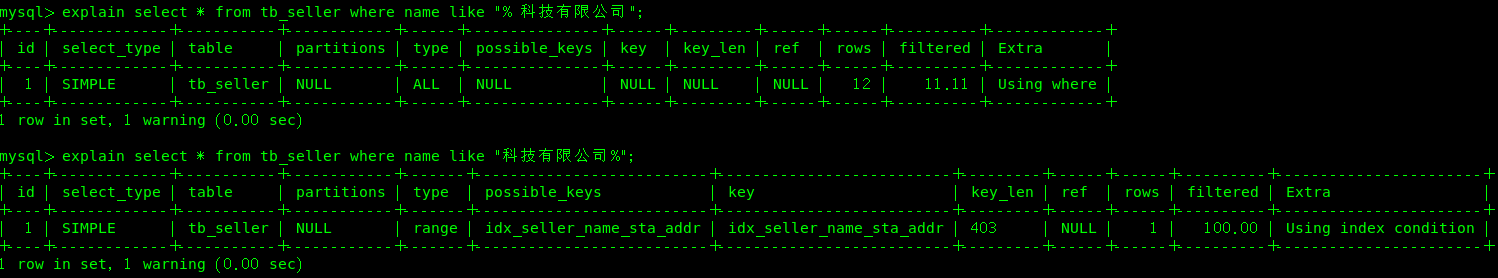 mysql> explain select * from tb_seller where name like "% 科技有限公司";
+----+-------------+-----------+------------+------+---------------+------+---------+------+------+----------+-------------+
| id | select_type | table     | partitions | type | possible_keys | key  | key_len | ref  | rows | filtered | Extra       |
+----+-------------+-----------+------------+------+---------------+------+---------+------+------+----------+-------------+
|  1 | SIMPLE      | tb_seller | NULL       | ALL  | NULL          | NULL | NULL    | NULL |   12 |    11.11 | Using where |
+----+-------------+-----------+------------+------+---------------+------+---------+------+------+----------+-------------+
1 row in set, 1 warning (0.00 sec)
mysql> explain select * from tb_seller where name like "科技有限公司%";
+----+-------------+-----------+------------+-------+--------------------------+--------------------------+---------+------+------+----------+-----------------------+
| id | select_type | table     | partitions | type  | possible_keys            | key                      | key_len | ref  | rows | filtered | Extra                 |
+----+-------------+-----------+------------+-------+--------------------------+--------------------------+---------+------+------+----------+-----------------------+
|  1 | SIMPLE      | tb_seller | NULL       | range | idx_seller_name_sta_addr | idx_seller_name_sta_addr | 403     | NULL |    1 |   100.00 | Using index condition |
+----+-------------+-----------+------------+-------+--------------------------+--------------------------+---------+------+------+----------+-----------------------+
1 row in set, 1 warning (0.00 sec)